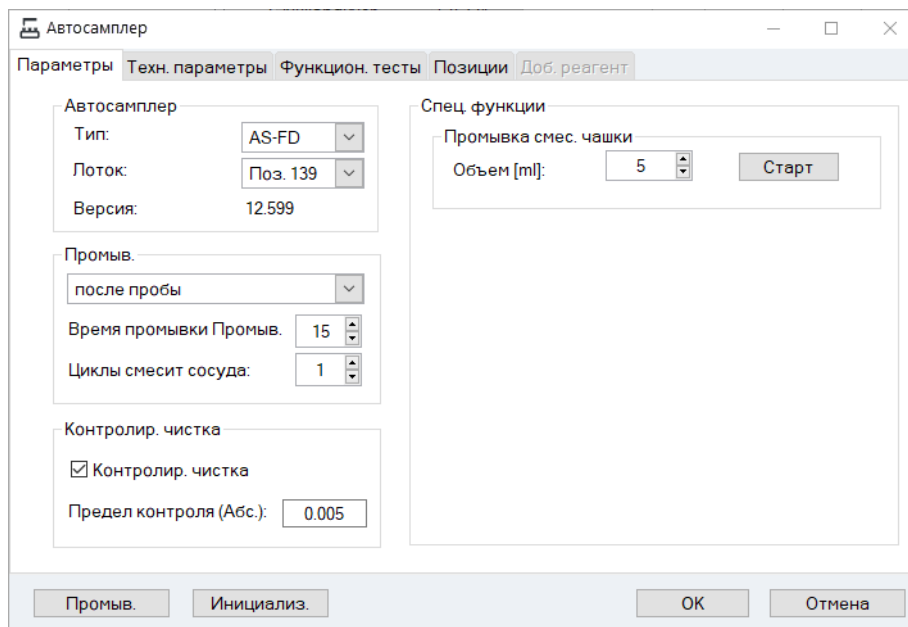 Автосамплер
Параметры Техн. параметры Функцион. тесты Позиции Доб. реагент
Автосамплер
Тип: AS-FD
Лоток: Поз. 139
Версия: 12.599
Промыв.
после пробы
Время промывки Промыв. 15
Циклы смесит сосуда: 1
Контролир. чистка
Контролир. чистка
Предел контроля (Абс.): 0.005
Спец. функции
Промывка смес. чашки
Объем [ml]: 5 Старт
Промыв. Инициализ. OK Отмена